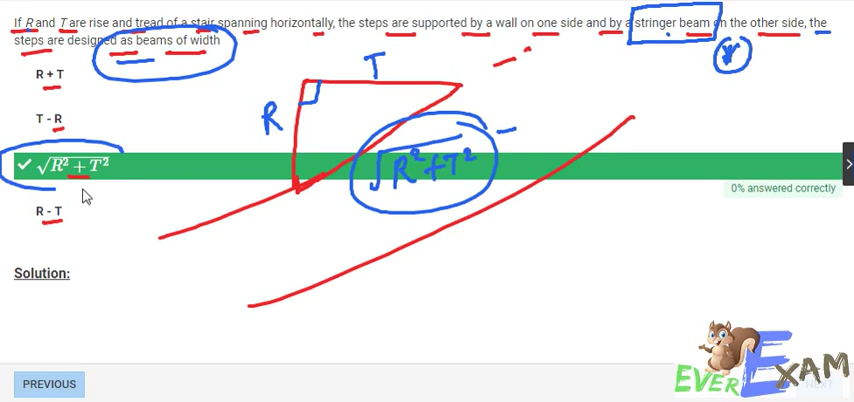 If R and T are rise and tread of a stair spanning horizontally, the steps are supported by a wall on one side and by a stringer beam on the other side, the
steps are designed as beams of width
R + T
T
T - R
R
√R² + T²
√R²+T²
0% answered correctly
R - T
Solution:
EVER EXAM
PREVIOUS
NEXT